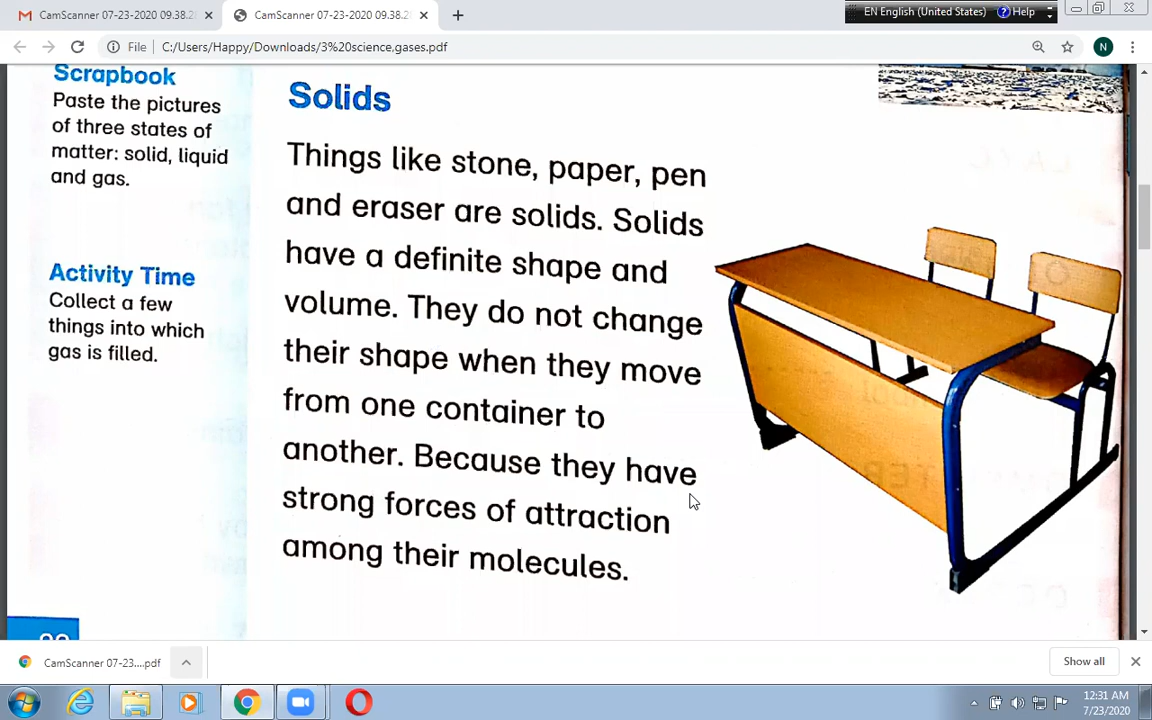 CamScanner 07-23-2020 09.38.2
CamScanner 07-23-2020 09.38.2
EN English (United States)
Help
File
C:/Users/Happy/Downloads/3%20science.gases.pdf
N
Scrapbook
Paste the pictures
of three states of
matter: solid, liquid
and gas.
Activity Time
Collect a few
things into which
gas is filled.
Solids
Things like stone, paper, pen
and eraser are solids. Solids
have a definite shape and
volume. They do not change
their shape when they move
from one container to
another. Because they have
strong forces of attraction
among their molecules.
CamScanner 07-23....pdf
Show all
12:31 AM
7/23/2020